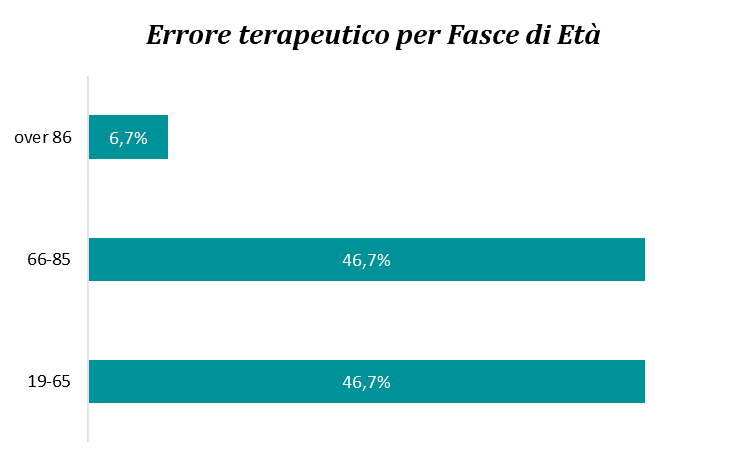 Errore terapeutico per Fasce di Età
over 86
6,7%
66-85
46,7%
19-65
46,7%